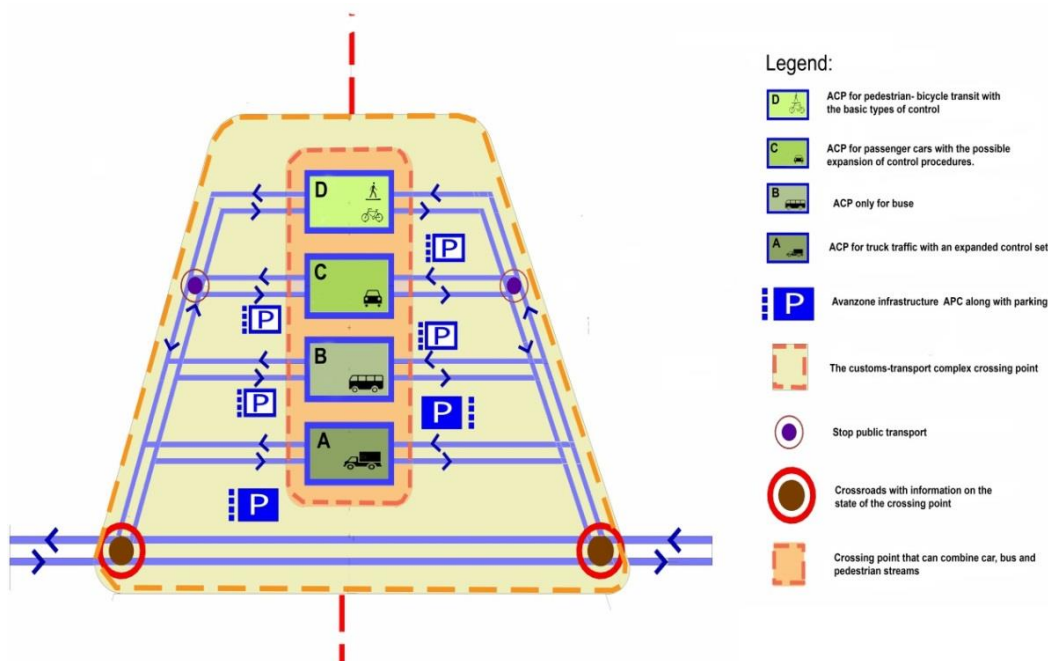 D
C
B
A
P
P
P
P
P
P
Legend:
D
ACP for pedestrian- bicycle transit with
the basic types of control
C
ACP for passenger cars with the possible
expansion of control procedures.
B
ACP only for buse
A
ACP for truck traffic with an expanded control set
P
Avanzone infrastructure APC along with parking
The customs-transport complex crossing point
Stop public transport
Crossroads with information on the
state of the crossing point
Crossing point that can combine car, bus and
pedestrian streams